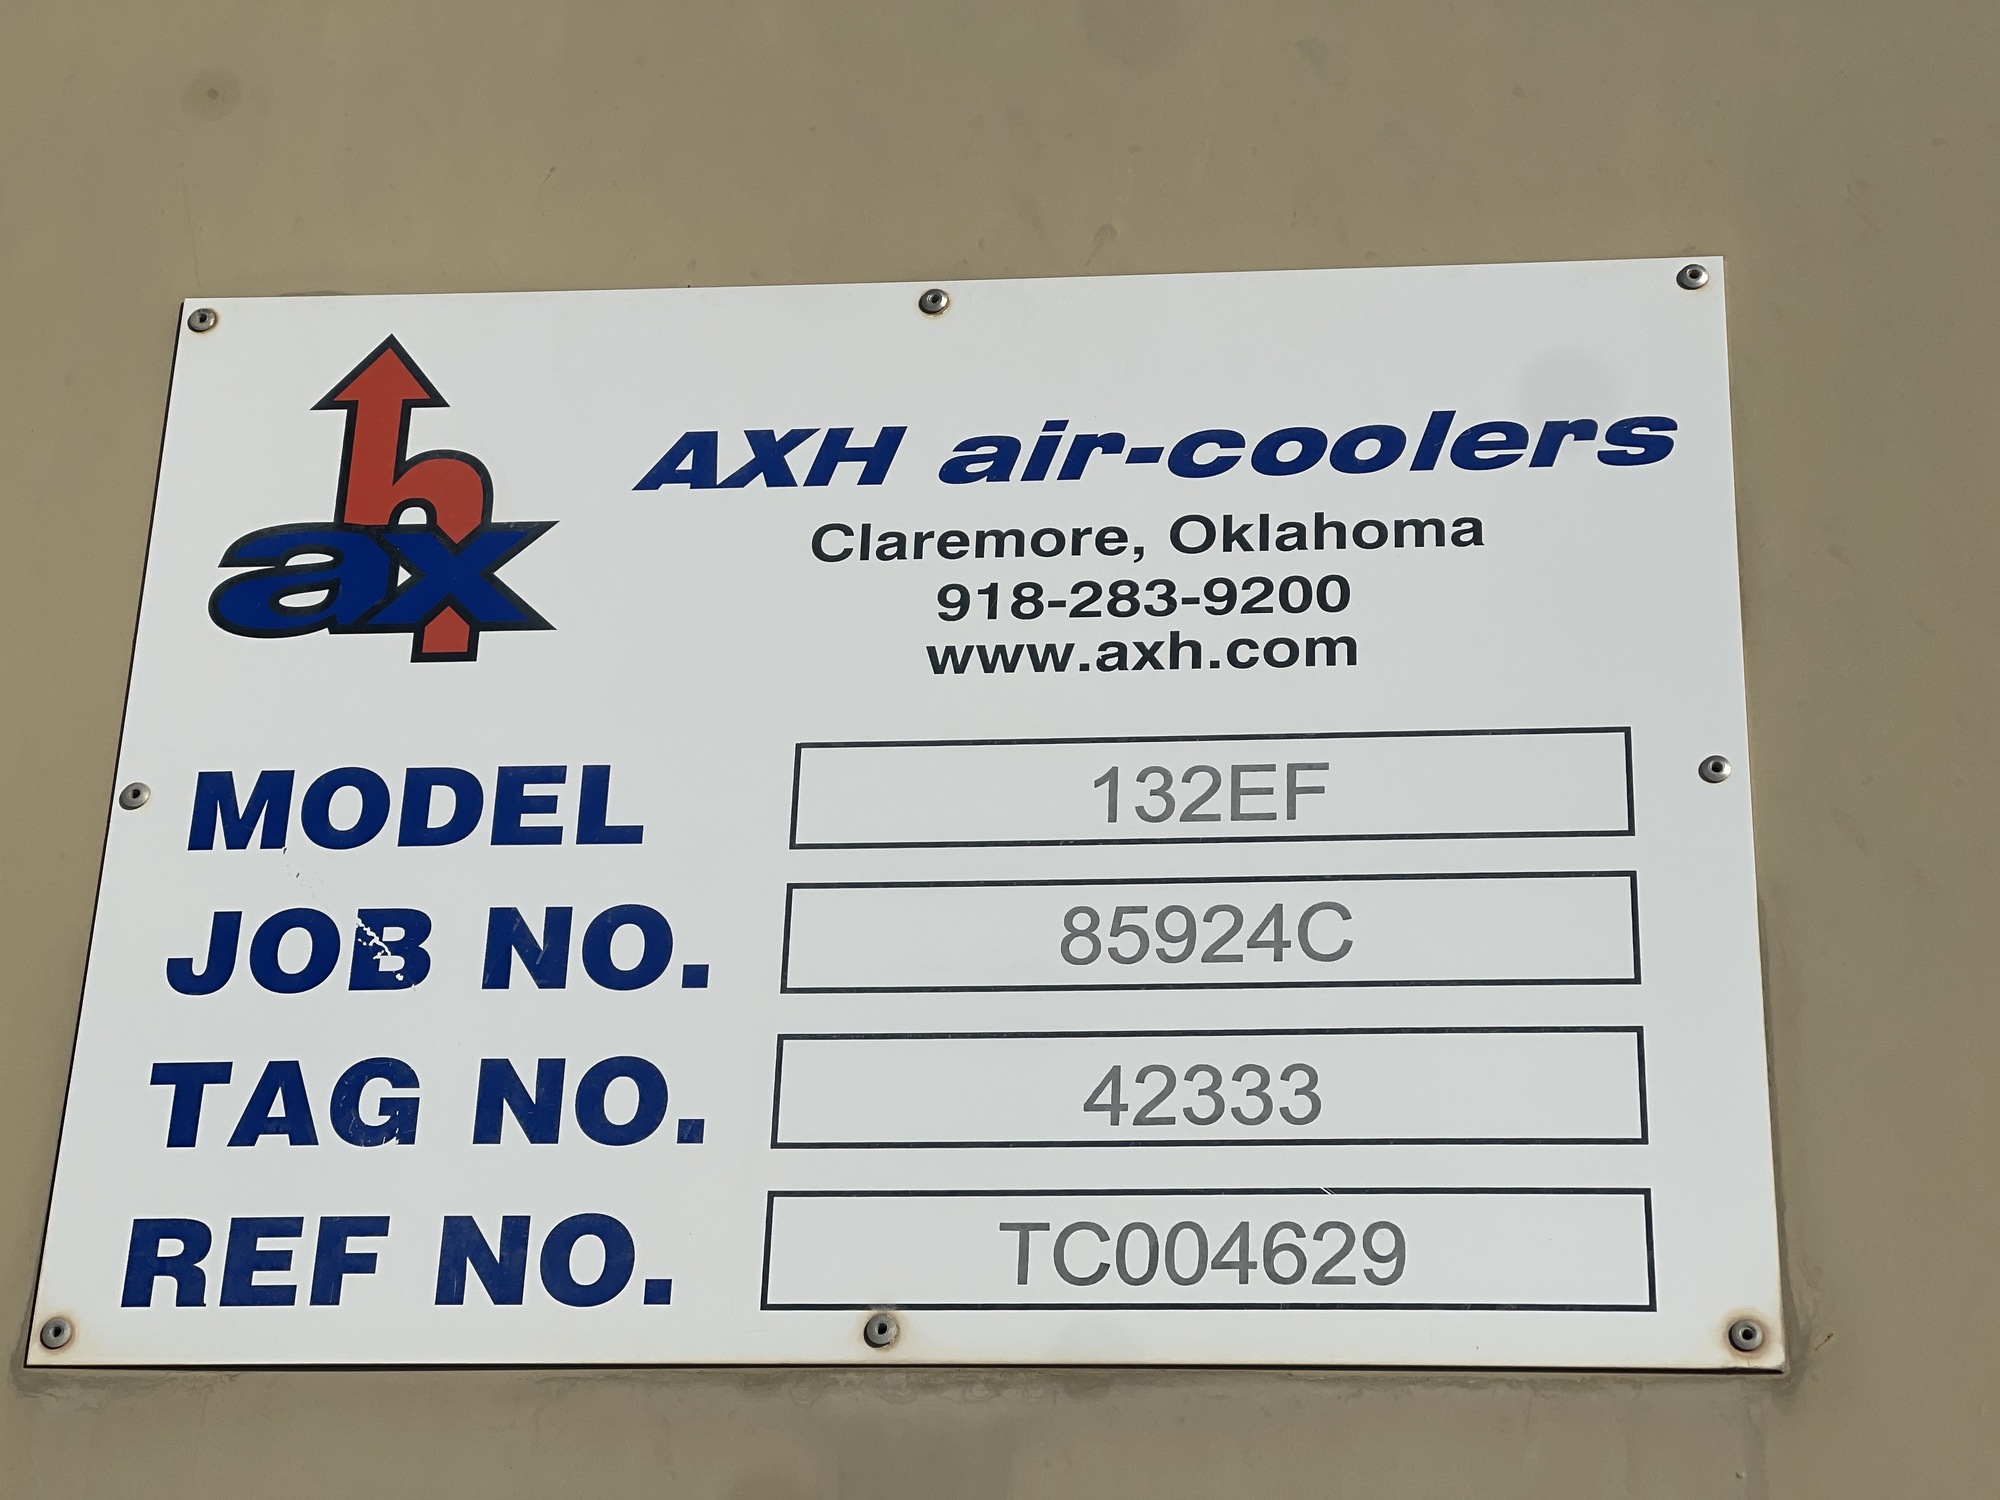 h
ax
AXH air-coolers
Claremore, Oklahoma
918-283-9200
www.axh.com
MODEL 132EF
JOB NO. 85924C
TAG NO. 42333
REF NO. TC004629